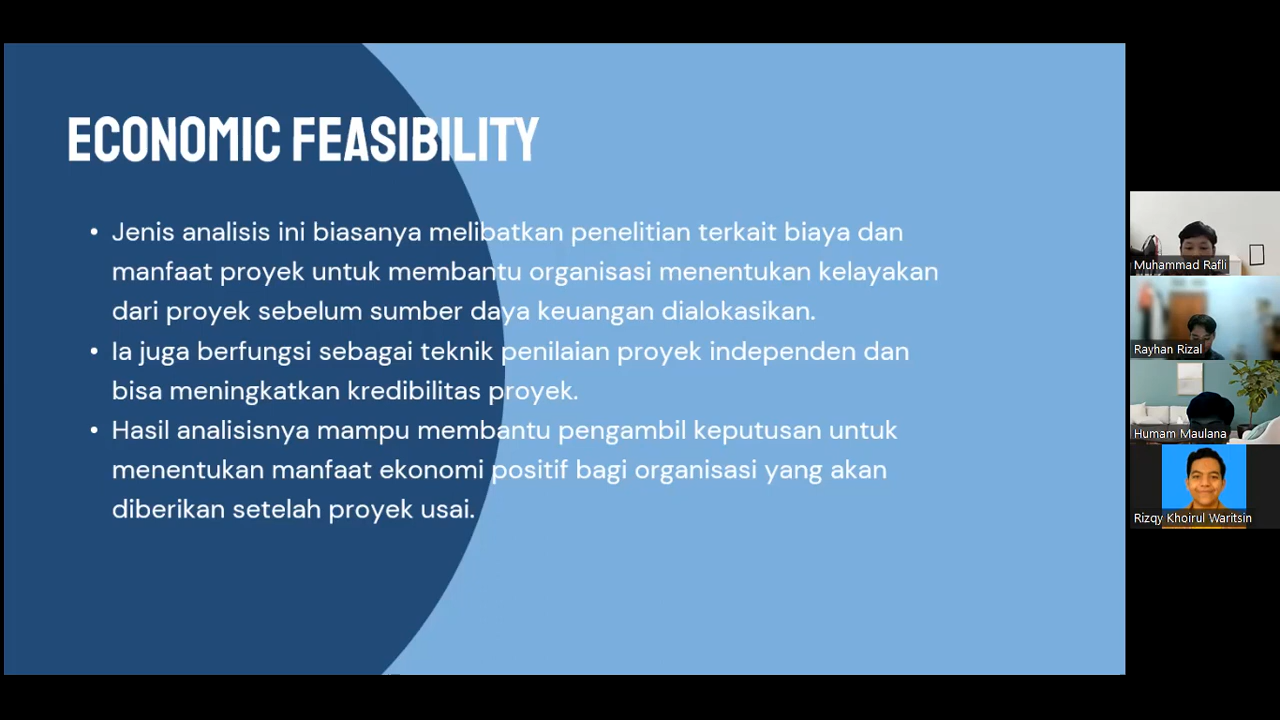 ECONOMIC FEASIBILITY
• Jenis analisis ini biasanya melibatkan penelitian terkait biaya dan
manfaat proyek untuk membantu organisasi menentukan kelayakan
dari proyek sebelum sumber daya keuangan dialokasikan.
• Ia juga berfungsi sebagai teknik penilaian proyek independen dan
bisa meningkatkan kredibilitas proyek.
• Hasil analisisnya mampu membantu pengambil keputusan untuk
menentukan manfaat ekonomi positif bagi organisasi yang akan
diberikan setelah proyek usai.
Muhammad Rafli
Rayhan Rizal
Humam Maulana
Rizqy Khoirul Waritsin